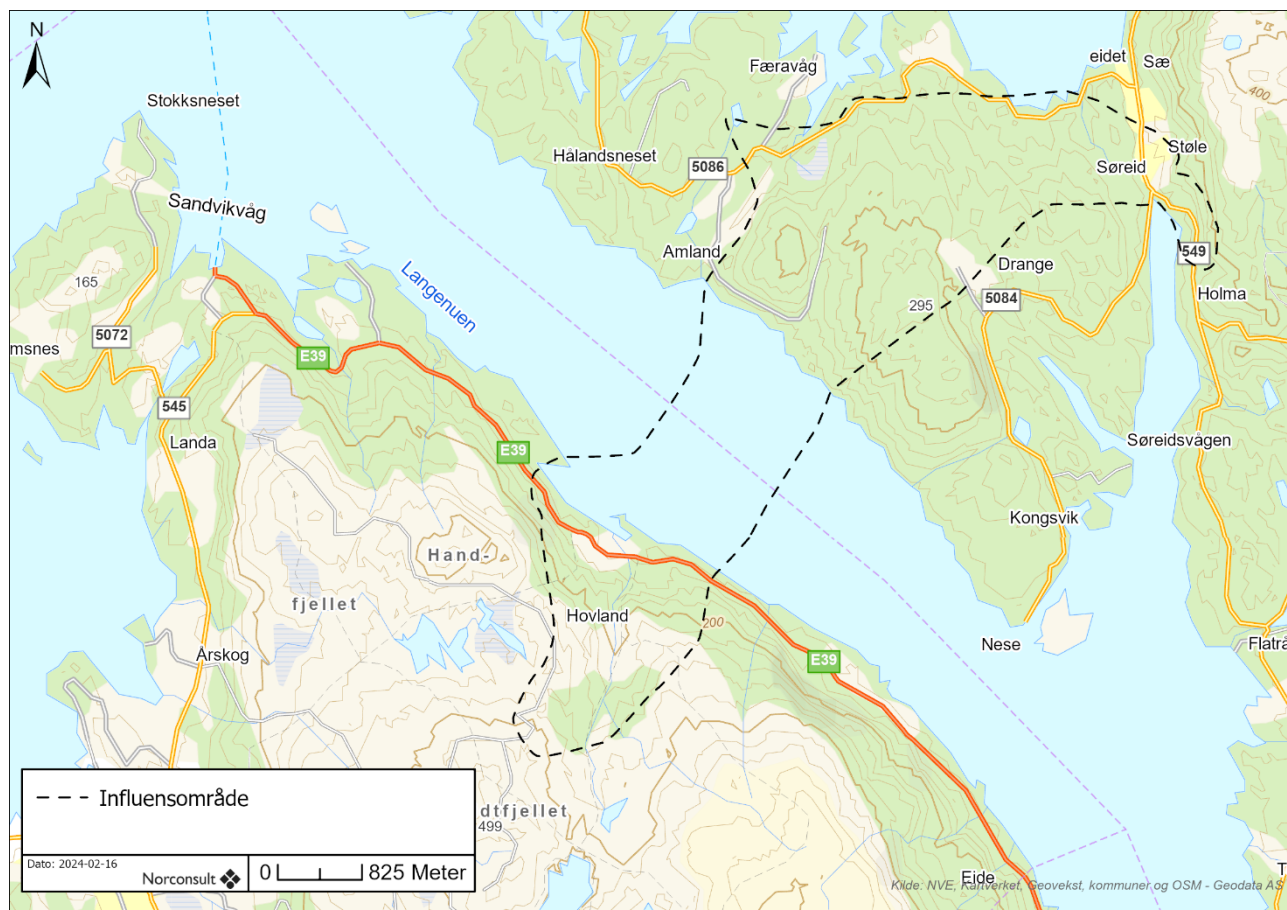 N
eidet
Sæ
Færavåg
400
Stokksneset
Hålandsneset
5086
Støle
Søreid
Sandvikvåg
Amland
549
Drange
165
Langenuen
5084
Holma
295
5072
msnes
E39
545
Landa
E39
Søreidsvågen
Kongsvik
Hand-
fjellet
Hovland
200
Nese
Flatrå
Årskog
E39
Influensområde
dtfjellet
499
Dato: 2024-02-16
Norconsult
0 825 Meter
Eide
T
Kilde: NVE, Kartverket, Geovekst, kommuner og OSM - Geodata AS